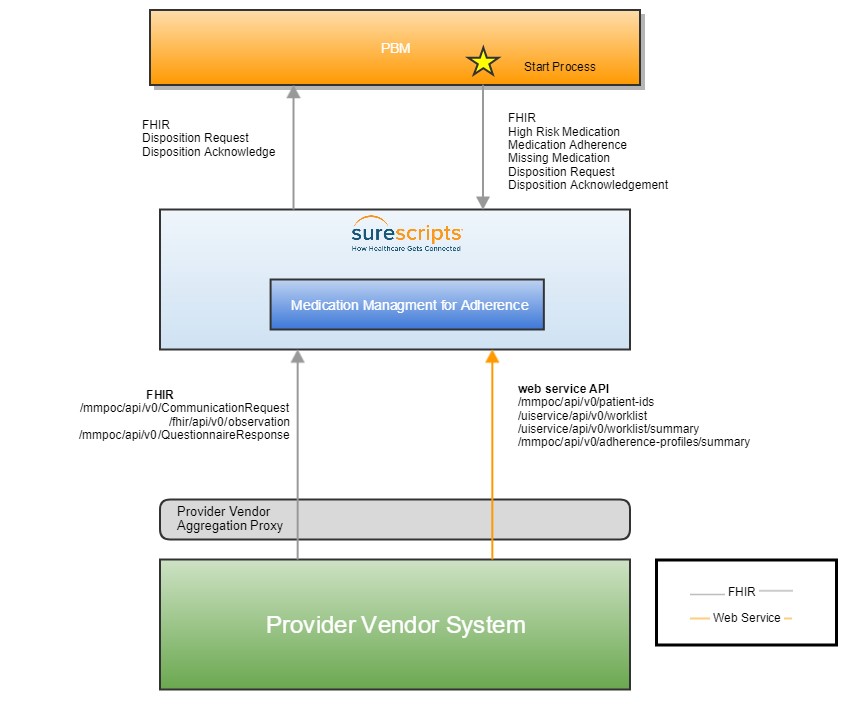 PBM
Start Process
FHIR
Disposition Request
Disposition Acknowledge
FHIR
High Risk Medication
Medication Adherence
Missing Medication
Disposition Request
Disposition Acknowledgement
surescripts
How Healthcare Gets Connected
Medication Managment for Adherence
FHIR
/mmpoc/api/v0/CommunicationRequest
/fhir/api/v0/observation
/mmpoc/api/v0/QuestionnaireResponse
web service API
/mmpoc/api/v0/patient-ids
/uiservice/api/v0/worklist
/uiservice/api/v0/worklist/summary
/mmpoc/api/v0/adherence-profiles/summary
Provider Vendor
Aggregation Proxy
Provider Vendor System
FHIR
Web Service